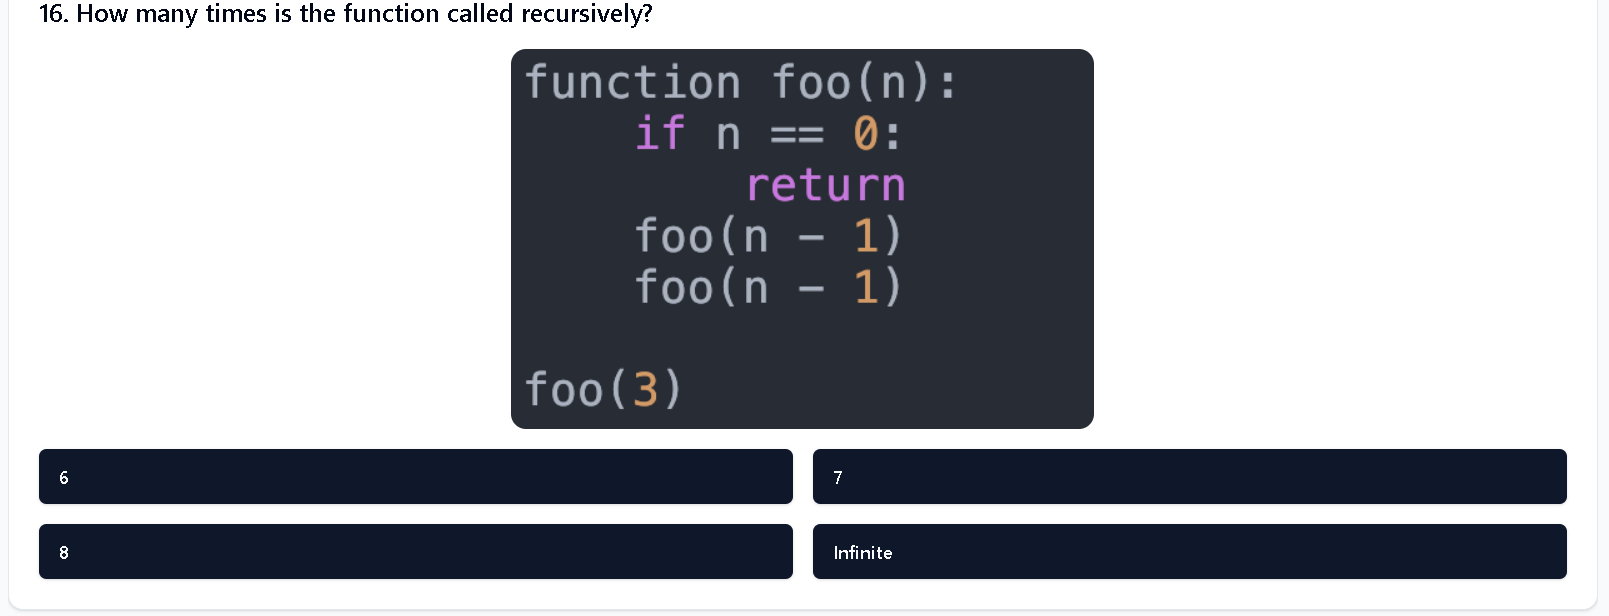 16. How many times is the function called recursively?
function foo(n):
    if n == 0:
        return
    foo(n - 1)
    foo(n - 1)

foo(3)
6
7
8
Infinite